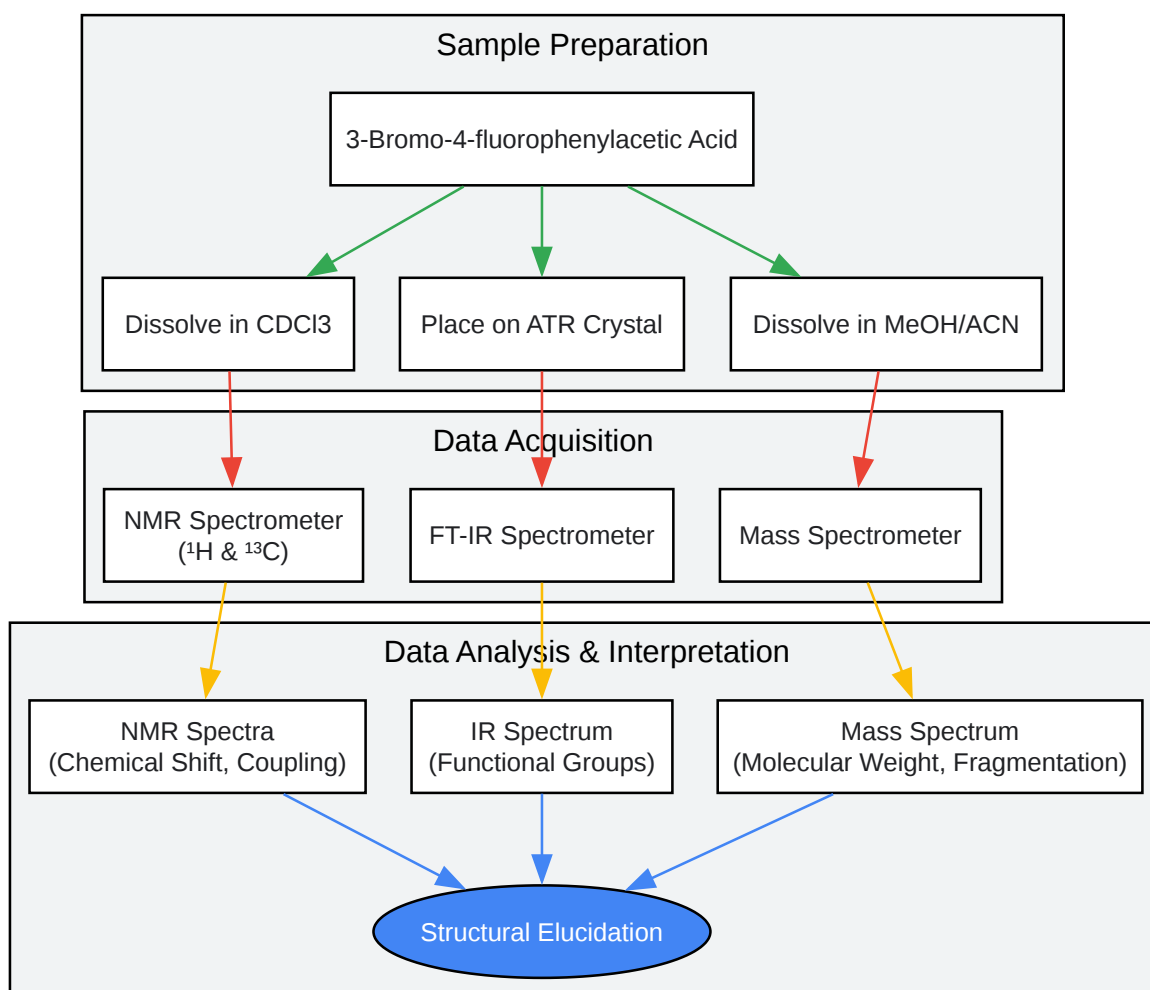 Sample Preparation
3-Bromo-4-fluorophenylacetic Acid
Dissolve in CDCl3
Place on ATR Crystal
Dissolve in MeOH/ACN
Data Acquisition
NMR Spectrometer
(¹H & ¹³C)
FT-IR Spectrometer
Mass Spectrometer
Data Analysis & Interpretation
NMR Spectra
(Chemical Shift, Coupling)
IR Spectrum
(Functional Groups)
Mass Spectrum
(Molecular Weight, Fragmentation)
Structural Elucidation